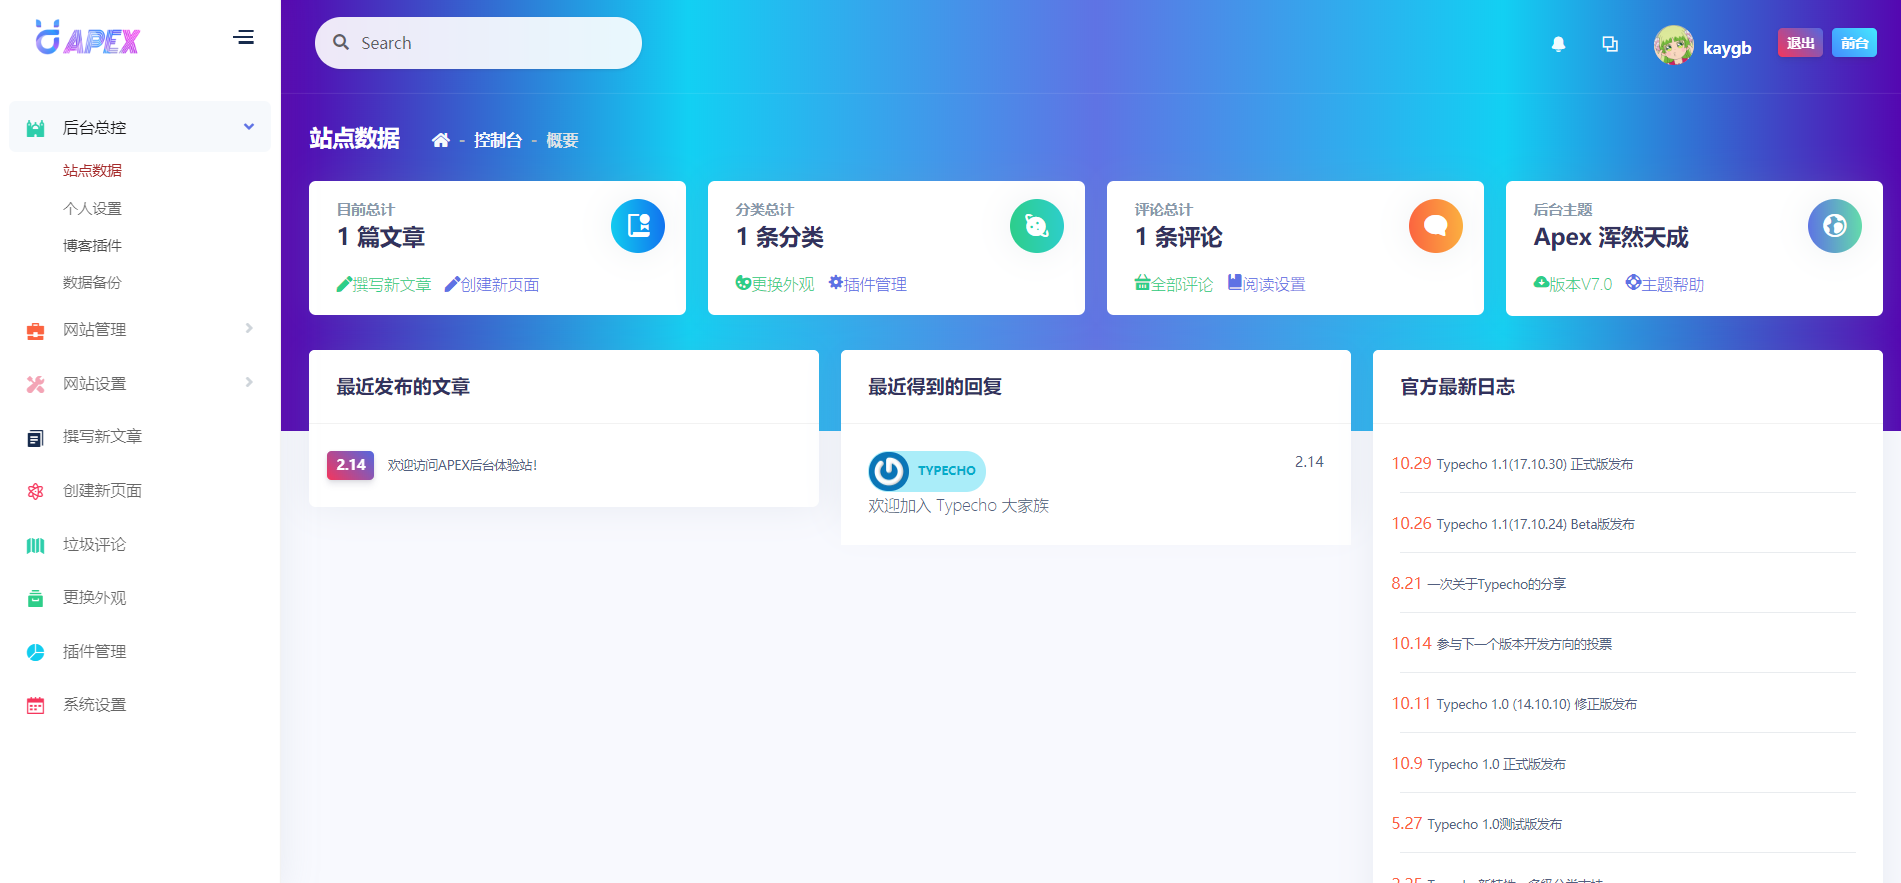 APEX
Search
kaygb
退出
前台
后台总控
站点数据
个人设置
博客插件
数据备份
网站管理
网站设置
撰写新文章
创建新页面
垃圾评论
更换外观
插件管理
系统设置
站点数据
- 控制台 - 概要
目前总计
1 篇文章
撰写新文章 创建新页面
分类总计
1 条分类
更换外观 插件管理
评论总计
1 条评论
全部评论 阅读设置
后台主题
Apex 浑然天成
版本V7.0 主题帮助
最近发布的文章
2.14 欢迎访问APEX后台体验站!
最近得到的回复
TYPECHO 2.14
欢迎加入 Typecho 大家族
官方最新日志
10.29 Typecho 1.1(17.10.30) 正式版发布
10.26 Typecho 1.1(17.10.24) Beta版发布
8.21 一次关于Typecho的分享
10.14 参与下一个版本开发方向的投票
10.11 Typecho 1.0 (14.10.10) 修正版发布
10.9 Typecho 1.0 正式版发布
5.27 Typecho 1.0测试版发布